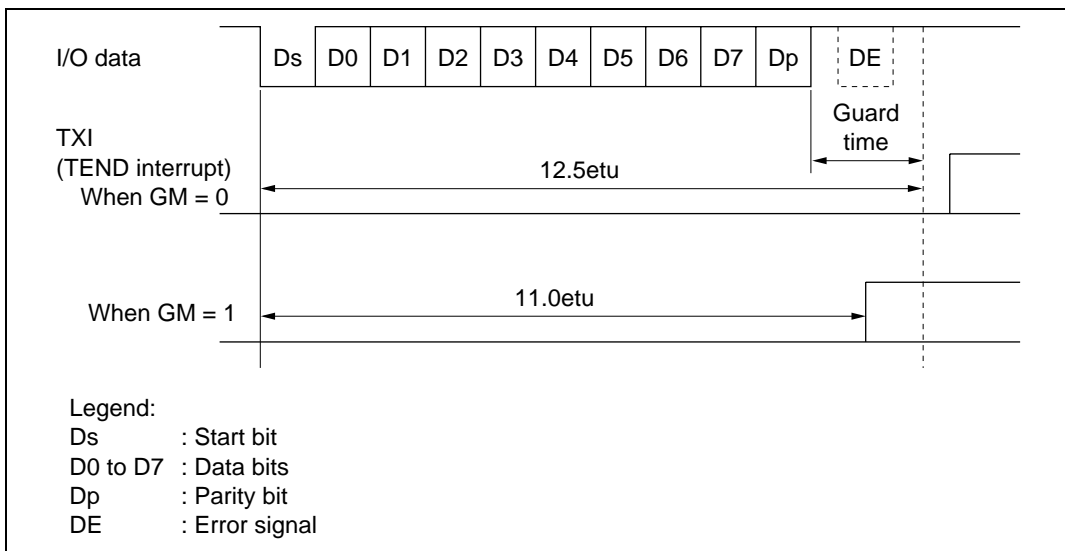 I/O data
Ds D0 D1 D2 D3 D4 D5 D6 D7 Dp DE
Guard
time
TXI
(TEND interrupt)
When GM = 0
12.5etu
When GM = 1
11.0etu
Legend:
Ds : Start bit
D0 to D7 : Data bits
Dp : Parity bit
DE : Error signal